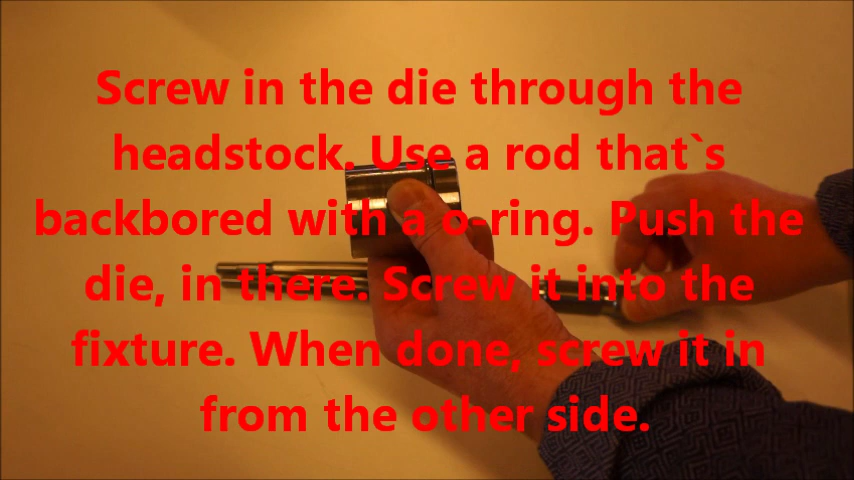 Screw in the die through the
headstock. Use a rod that`s
backbored with a o-ring. Push the
die, in there. Screw it into the
fixture. When done, screw it in
from the other side.